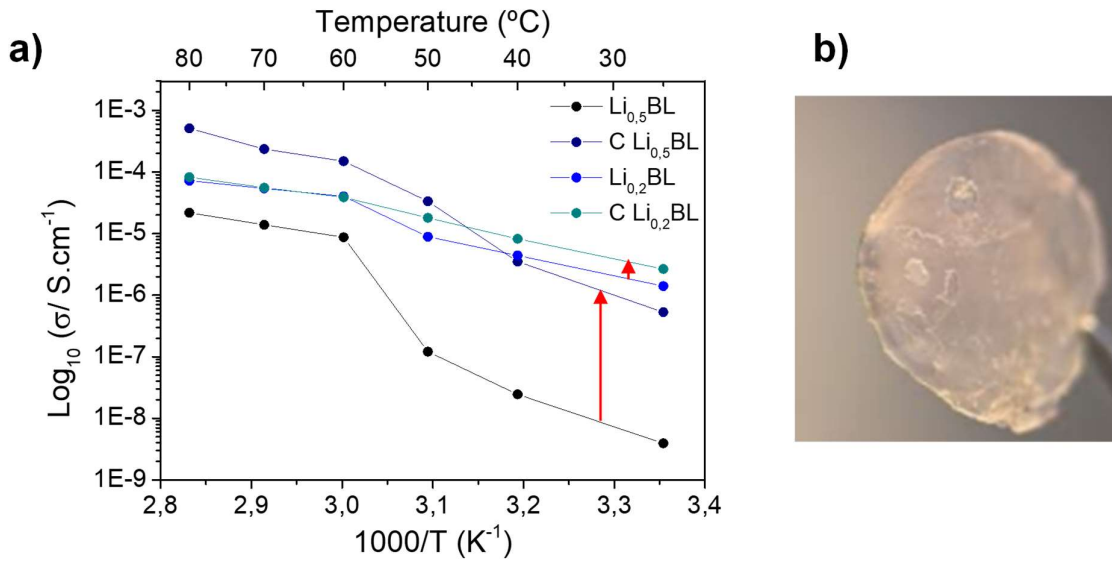 a)
Temperature (ºC)
80 70 60 50 40 30
Log10 (σ/ S.cm-1)
1E-3
1E-4
1E-5
1E-6
1E-7
1E-8
1E-9
Li0,5BL
C Li0,5BL
Li0,2BL
C Li0,2BL
2,8 2,9 3,0 3,1 3,2 3,3 3,4
1000/T (K-1)
b)